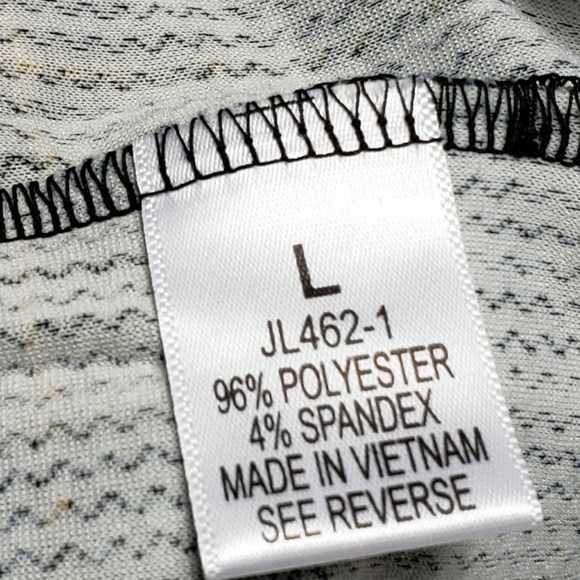 L
JL462-1
96% POLYESTER
4% SPANDEX
MADE IN VIETNAM
SEE REVERSE